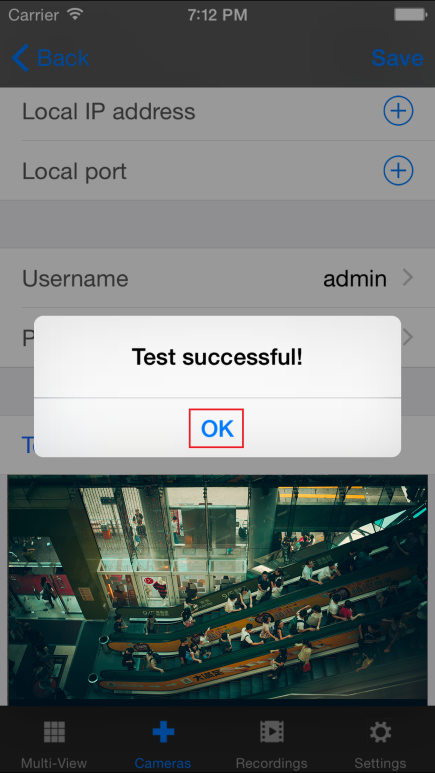 Carrier 7:12 PM
Back Save
Local IP address
Local port
Username admin
P
Test successful!
OK
Multi-View Cameras Recordings Settings